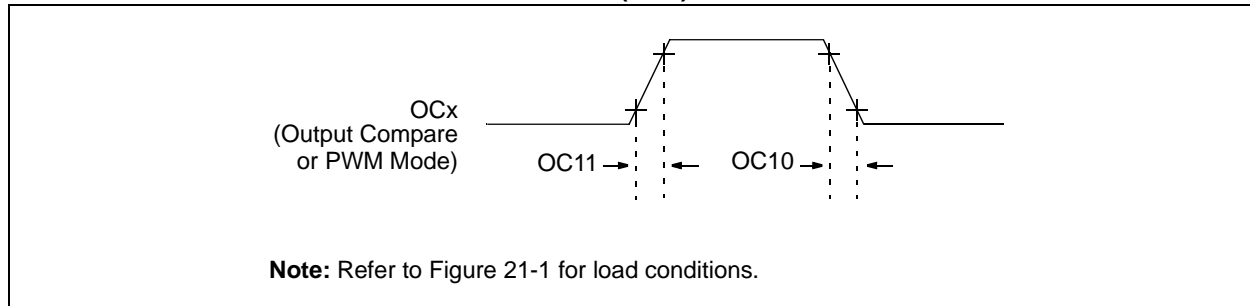 OCx
(Output Compare
or PWM Mode)
OC11
OC10
Note: Refer to Figure 21-1 for load conditions.